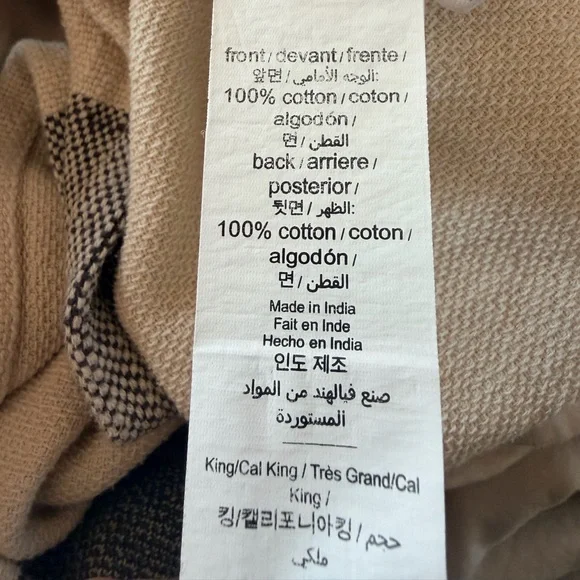 front / devant / frente /
앞면 / الوجه الأمامي:
100% cotton / coton /
algodón /
면 / القطن
back / arriere /
posterior /
뒷면 / الظهر:
100% cotton / coton /
algodón /
면 / القطن
Made in India
Fait en Inde
Hecho en India
인도 제조
صنع فيالهند من المواد
المستوردة
King/Cal King / Très Grand/Cal
King /
킹/캘리포니아킹 / حجم
ملكي